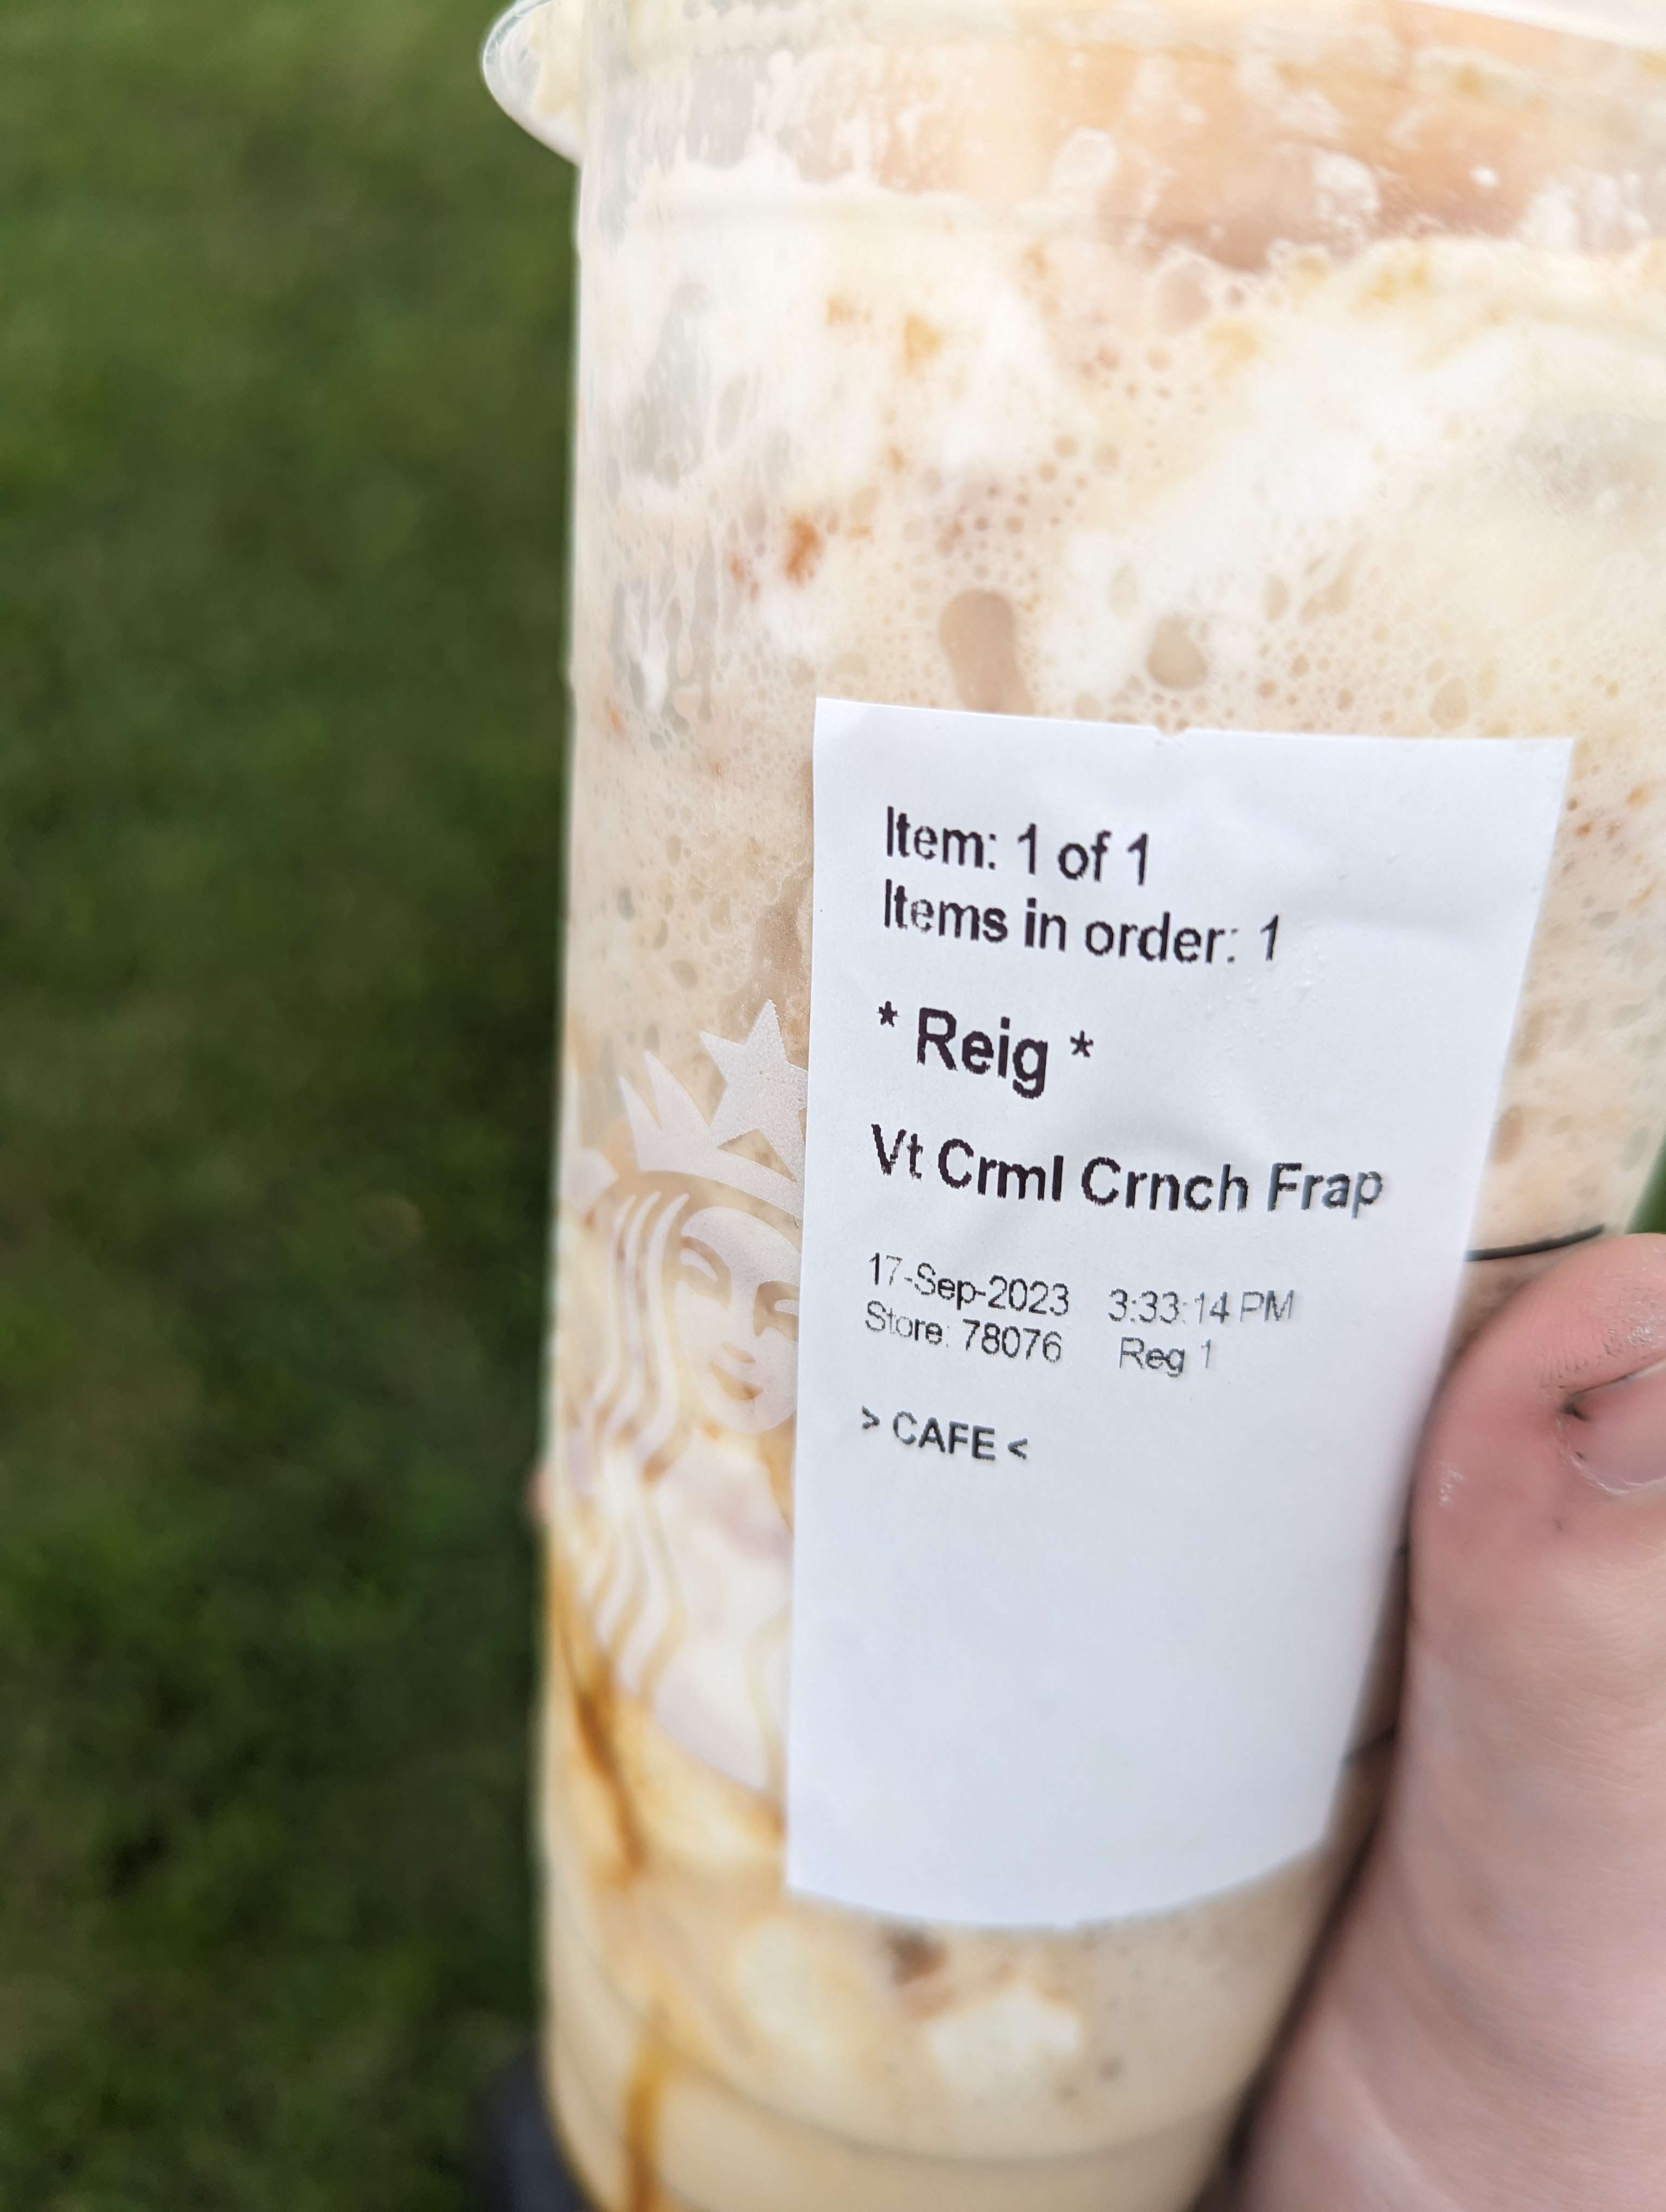 Item: 1 of 1
Items in order: 1
* Reig *
Vt Crml Crnch Frap
17-Sep-2023 3:33:14 PM
Store: 78076 Reg 1
> CAFE <